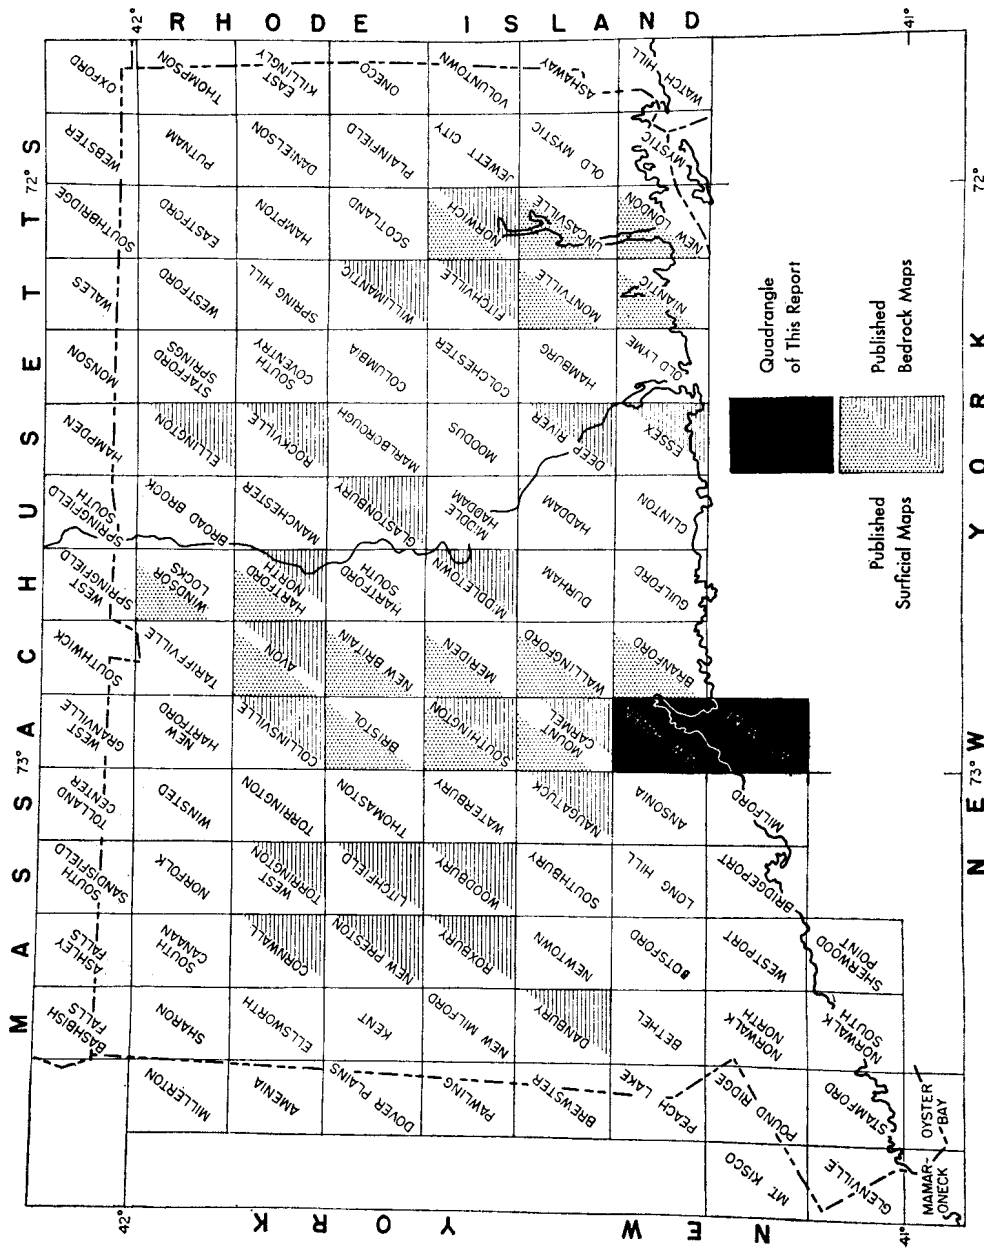 MASSACHUSETTS
RHODE ISLAND
NEW YORK
NEW YORK
42°
73°
72°
42°
41°
41°
73°
72°
BASHBISH
FALLS
ASHLEY
FALLS
SOUTH
SANDISFIELD
TOLLAND
CENTER
WEST
GRANVILLE
SOUTHWICK
WEST
SPRINGFIELD
SPRINGFIELD
SOUTH
HAMPDEN
MONSON
WALES
SOUTHBRIDGE
WEBSTER
OXFORD
MILLERTON
SHARON
SOUTH
CANAAN
NORFOLK
WINSTED
NEW
HARTFORD
TARIFFVILLE
WINDSOR
LOCKS
BROAD BROCK
ELLINGTON
STAFFORD
SPRINGS
WESTFORD
EASTFORD
PUTNAM
THOMPSON
AMENIA
ELLSWORTH
CORNWALL
WEST
TORRINGTON
TORRINGTON
COLLINSVILLE
AVON
HARTFORD
NORTH
MANCHESTER
ROCKVILLE
SOUTH
COVENTRY
SPRING HILL
HAMPTON
DANIELSON
EAST
KILLINGLY
DOVER PLAINS
KENT
NEW PRESTON
LITCHFIELD
THOMASTON
BRISTOL
NEW BRITAIN
HARTFORD
SOUTH
GLASTONBURY
MARLBOROUGH
COLUMBIA
WILLIMANTIC
SCOTLAND
PLAINFIELD
ONECO
PAWLING
NEW MILFORD
ROXBURY
WOODBURY
WATERBURY
SOUTHINGTON
MERIDEN
MIDDLETOWN
MIDDLE
HADDAM
MOODUS
COLCHESTER
FITCHVILLE
NORWICH
JEWETT CITY
VOLUNTOWN
BREWSTER
DANBURY
NEWTOWN
SOUTHBURY
NAUGATUCK
MOUNT
CARMEL
WALLINGFORD
DURHAM
HADDAM
DEEP RIVER
HAMBURG
MONTVILLE
UNCASVILLE
OLD MYSTIC
ASHAWAY
PEACH LAKE
BETHEL
BOTSFORD
LONG HILL
ANSONIA
BRANFORD
GUILFORD
CLINTON
ESSEX
OLD LYME
NIANTIC
NEW
LONDON
MYSTIC
WATCH HILL
MT. KISCO
POUND RIDGE
NORWALK
NORTH
WESTPORT
BRIDGEPORT
MILFORD
GLENVILLE
STAMFORD
NORWALK
SOUTH
SHERWOOD
POINT
MAMAR-
ONECK
OYSTER
BAY
Quadrangle
of This Report
Published
Surficial Maps
Published
Bedrock Maps